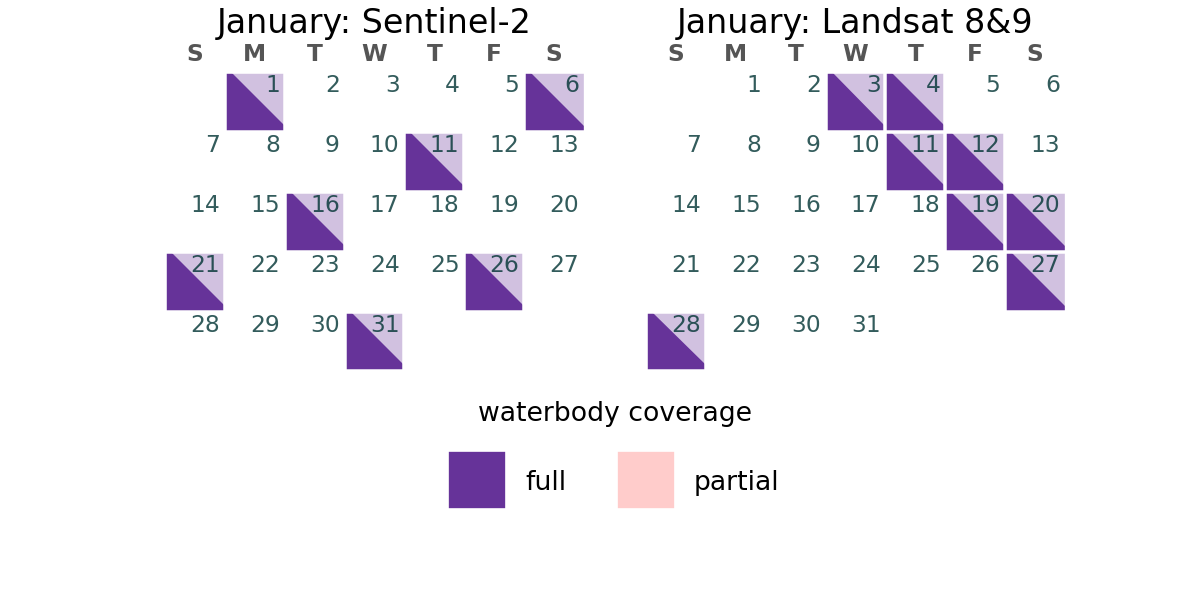 January: Sentinel-2
S M T W T F S
1 2 3 4 5 6
7 8 9 10 11 12 13
14 15 16 17 18 19 20
21 22 23 24 25 26 27
28 29 30 31
January: Landsat 8&9
S M T W T F S
1 2 3 4 5 6
7 8 9 10 11 12 13
14 15 16 17 18 19 20
21 22 23 24 25 26 27
28 29 30 31
waterbody coverage
full partial